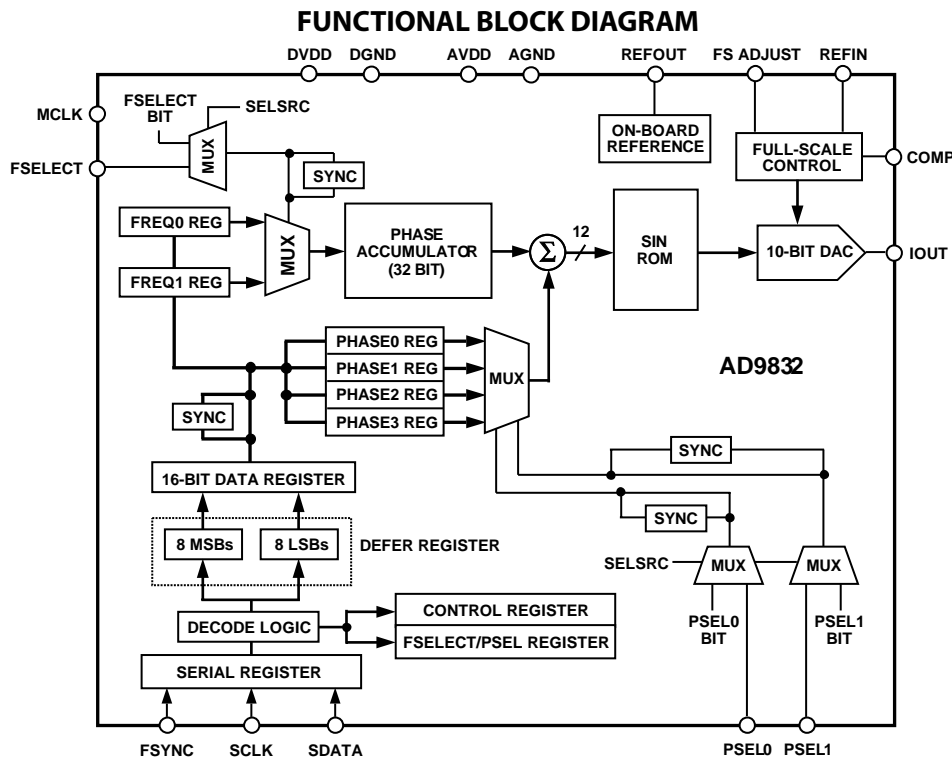 FUNCTIONAL BLOCK DIAGRAM
DVDD DGND AVDD AGND REFOUT FS ADJUST REFIN
MCLK
FSELECT
BIT
SELSRC
FSELECT
MUX
SYNC
ON-BOARD
REFERENCE
FULL-SCALE
CONTROL
COMP
FREQ0 REG
FREQ1 REG
MUX
PHASE
ACCUMULATOR
(32 BIT)
Σ
12
SIN
ROM
10-BIT DAC
IOUT
PHASE0 REG
PHASE1 REG
PHASE2 REG
PHASE3 REG
MUX
AD9832
SYNC
16-BIT DATA REGISTER
SYNC
SYNC
8 MSBs
8 LSBs
DEFER REGISTER
SELSRC
MUX
MUX
PSEL0
BIT
PSEL1
BIT
DECODE LOGIC
CONTROL REGISTER
FSELECT/PSEL REGISTER
SERIAL REGISTER
FSYNC SCLK SDATA PSEL0 PSEL1